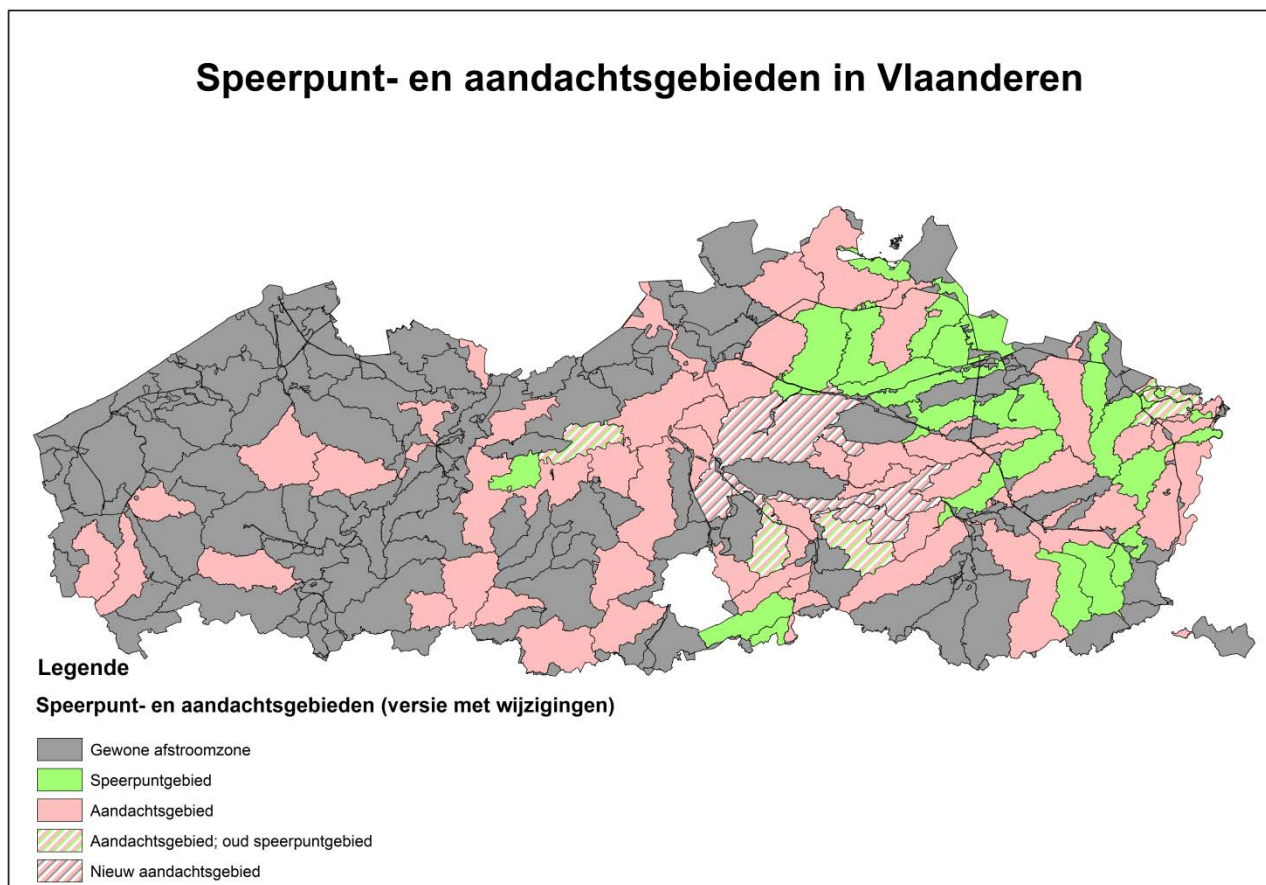 Speerpunt- en aandachtsgebieden in Vlaanderen
Legende
Speerpunt- en aandachtsgebieden (versie met wijzigingen)
Gewone afstroomzone
Speerpuntgebied
Aandachtsgebied
Aandachtsgebied; oud speerpuntgebied
Nieuw aandachtsgebied